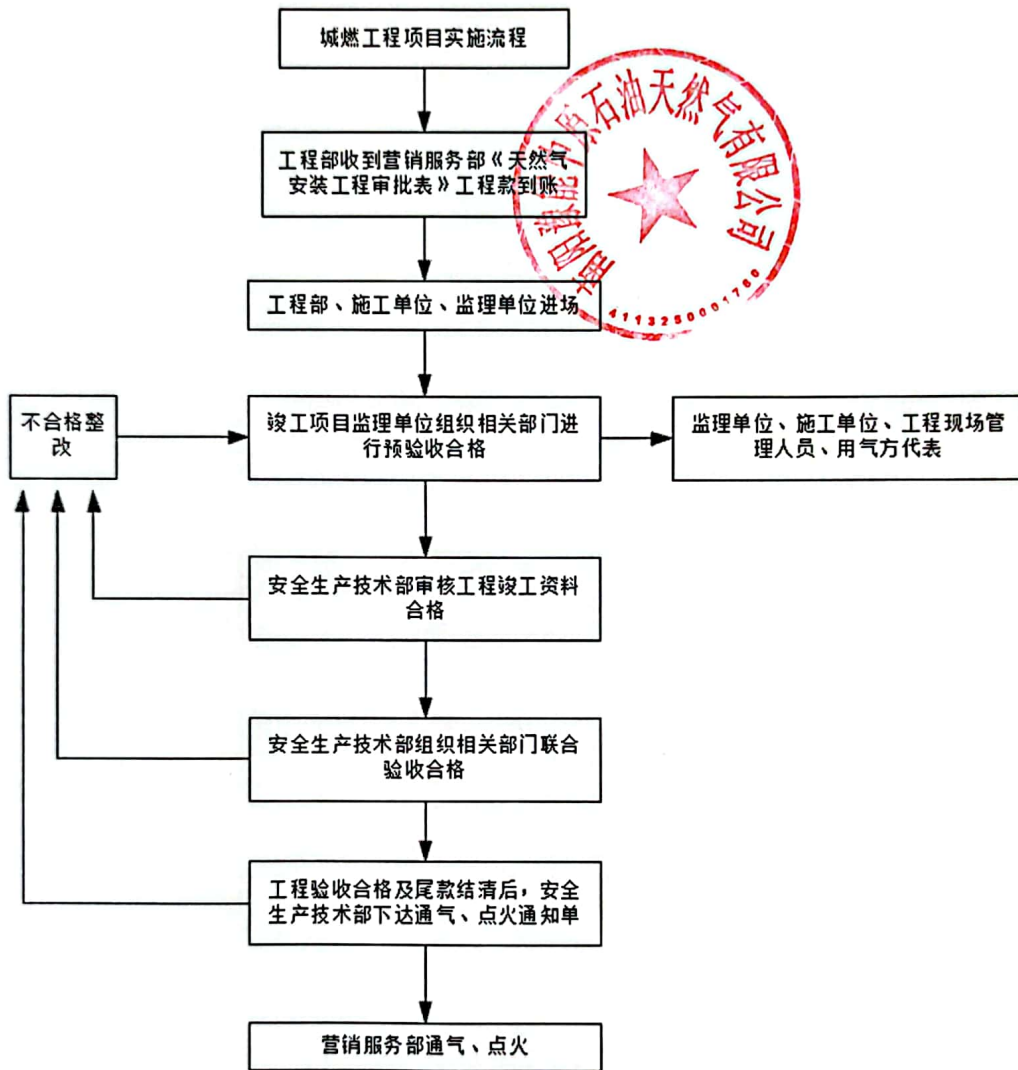 城燃工程项目实施流程
工程部收到营销服务部《天然气
安装工程审批表》工程款到账
工程部、施工单位、监理单位进场
不合格整
改
竣工项目监理单位组织相关部门进
行预验收合格
监理单位、施工单位、工程现场管
理人员、用气方代表
安全生产技术部审核工程竣工资料
合格
安全生产技术部组织相关部门联合
验收合格
工程验收合格及尾款结清后，安全
生产技术部下达通气、点火通知单
营销服务部通气、点火
中原石油天然气有限公司
4113250001760